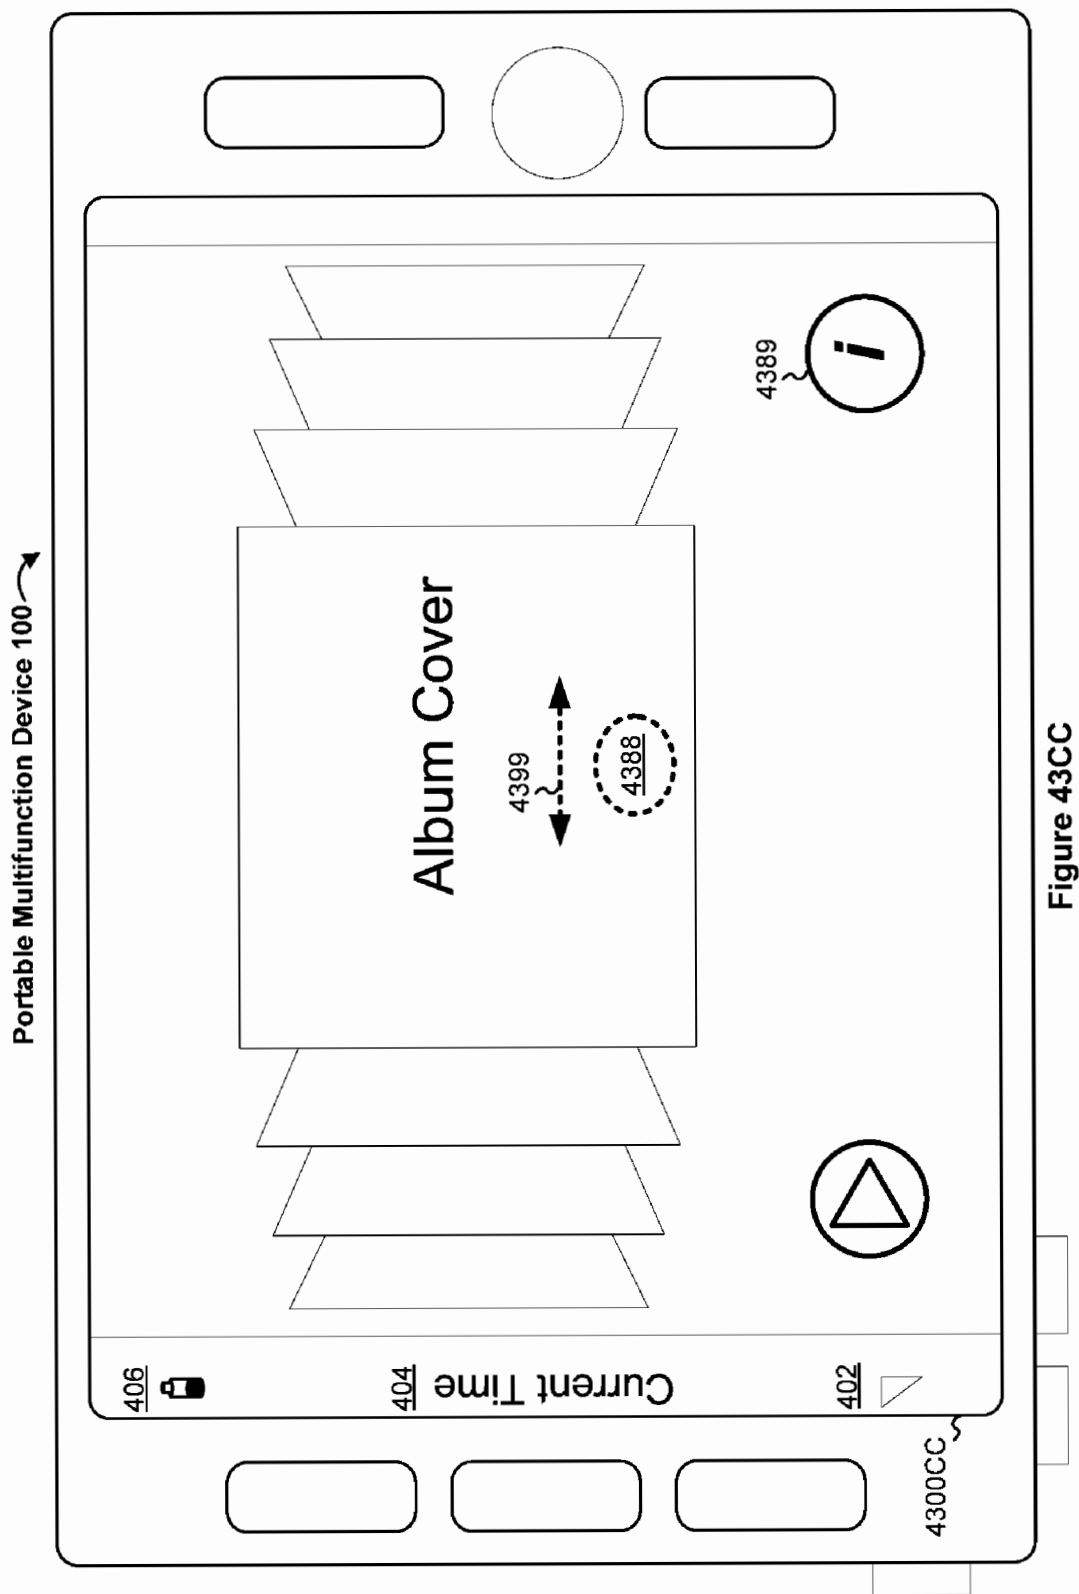 Portable Multifunction Device 100
406
404
Current Time
402
4300CC
Album Cover
4399
4388
4389
i
Figure 43CC